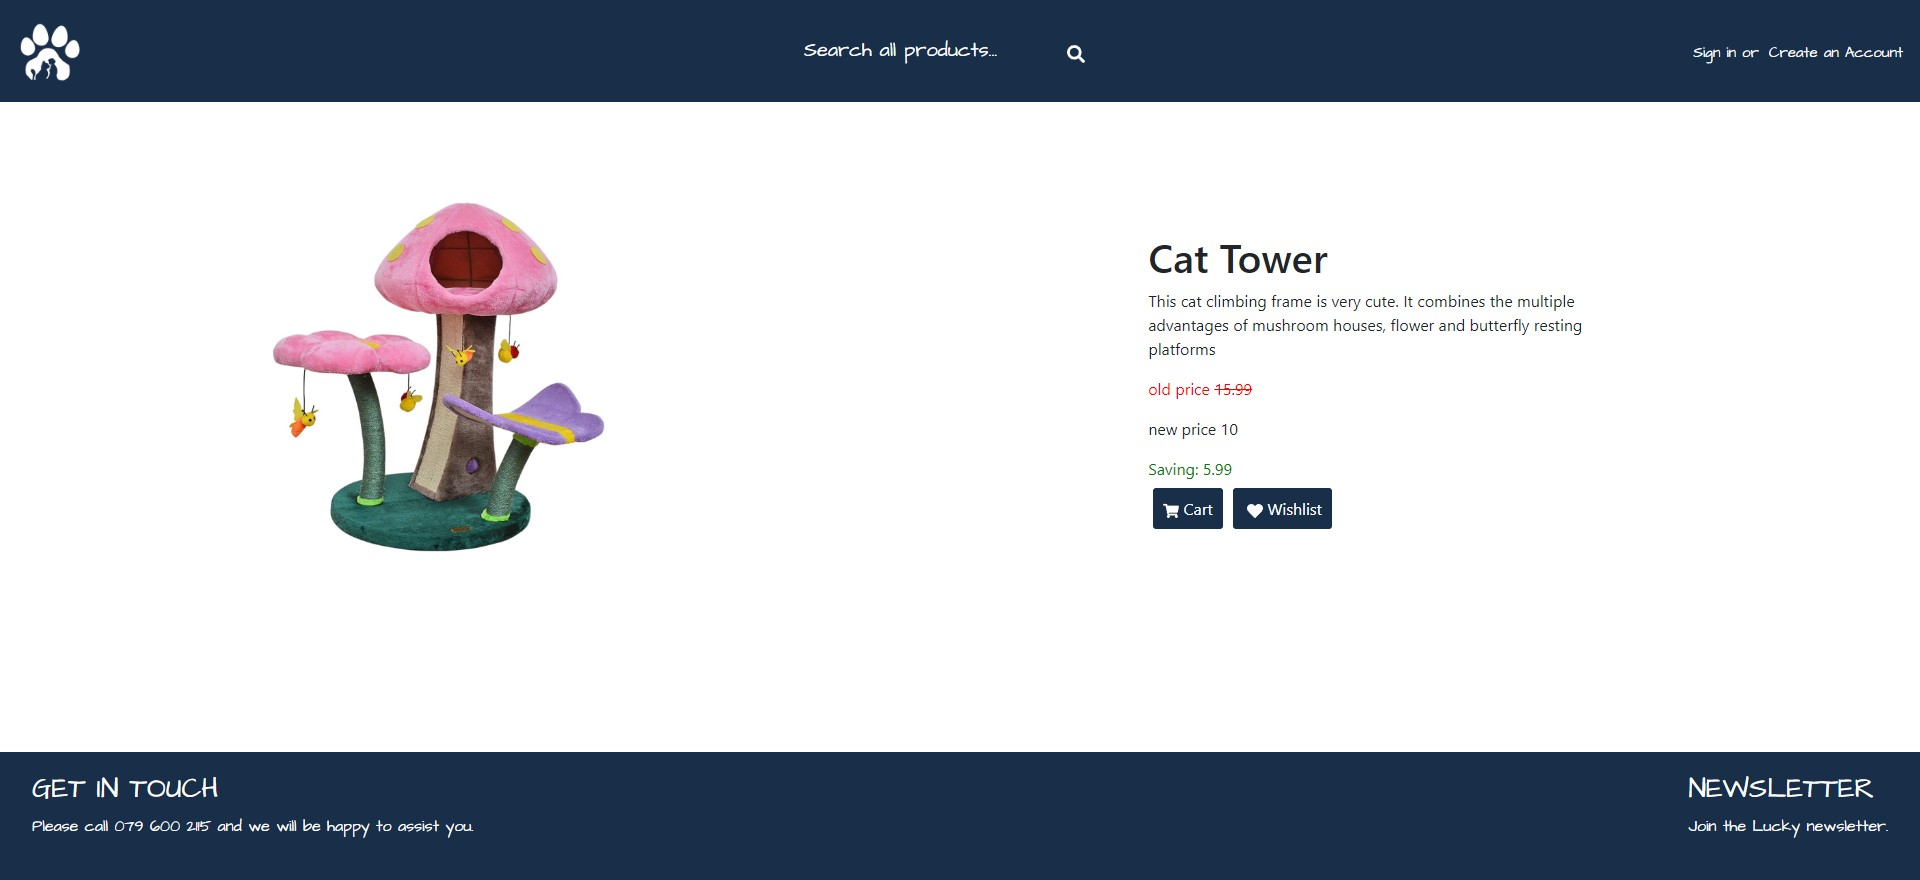 Search all products...
Sign in or Create an Account
Cat Tower
This cat climbing frame is very cute. It combines the multiple
advantages of mushroom houses, flower and butterfly resting
platforms
old price 15.99
new price 10
Saving: 5.99
Cart
Wishlist
GET IN TOUCH
Please call 079 600 2115 and we will be happy to assist you.
NEWSLETTER
Join the Lucky newsletter.